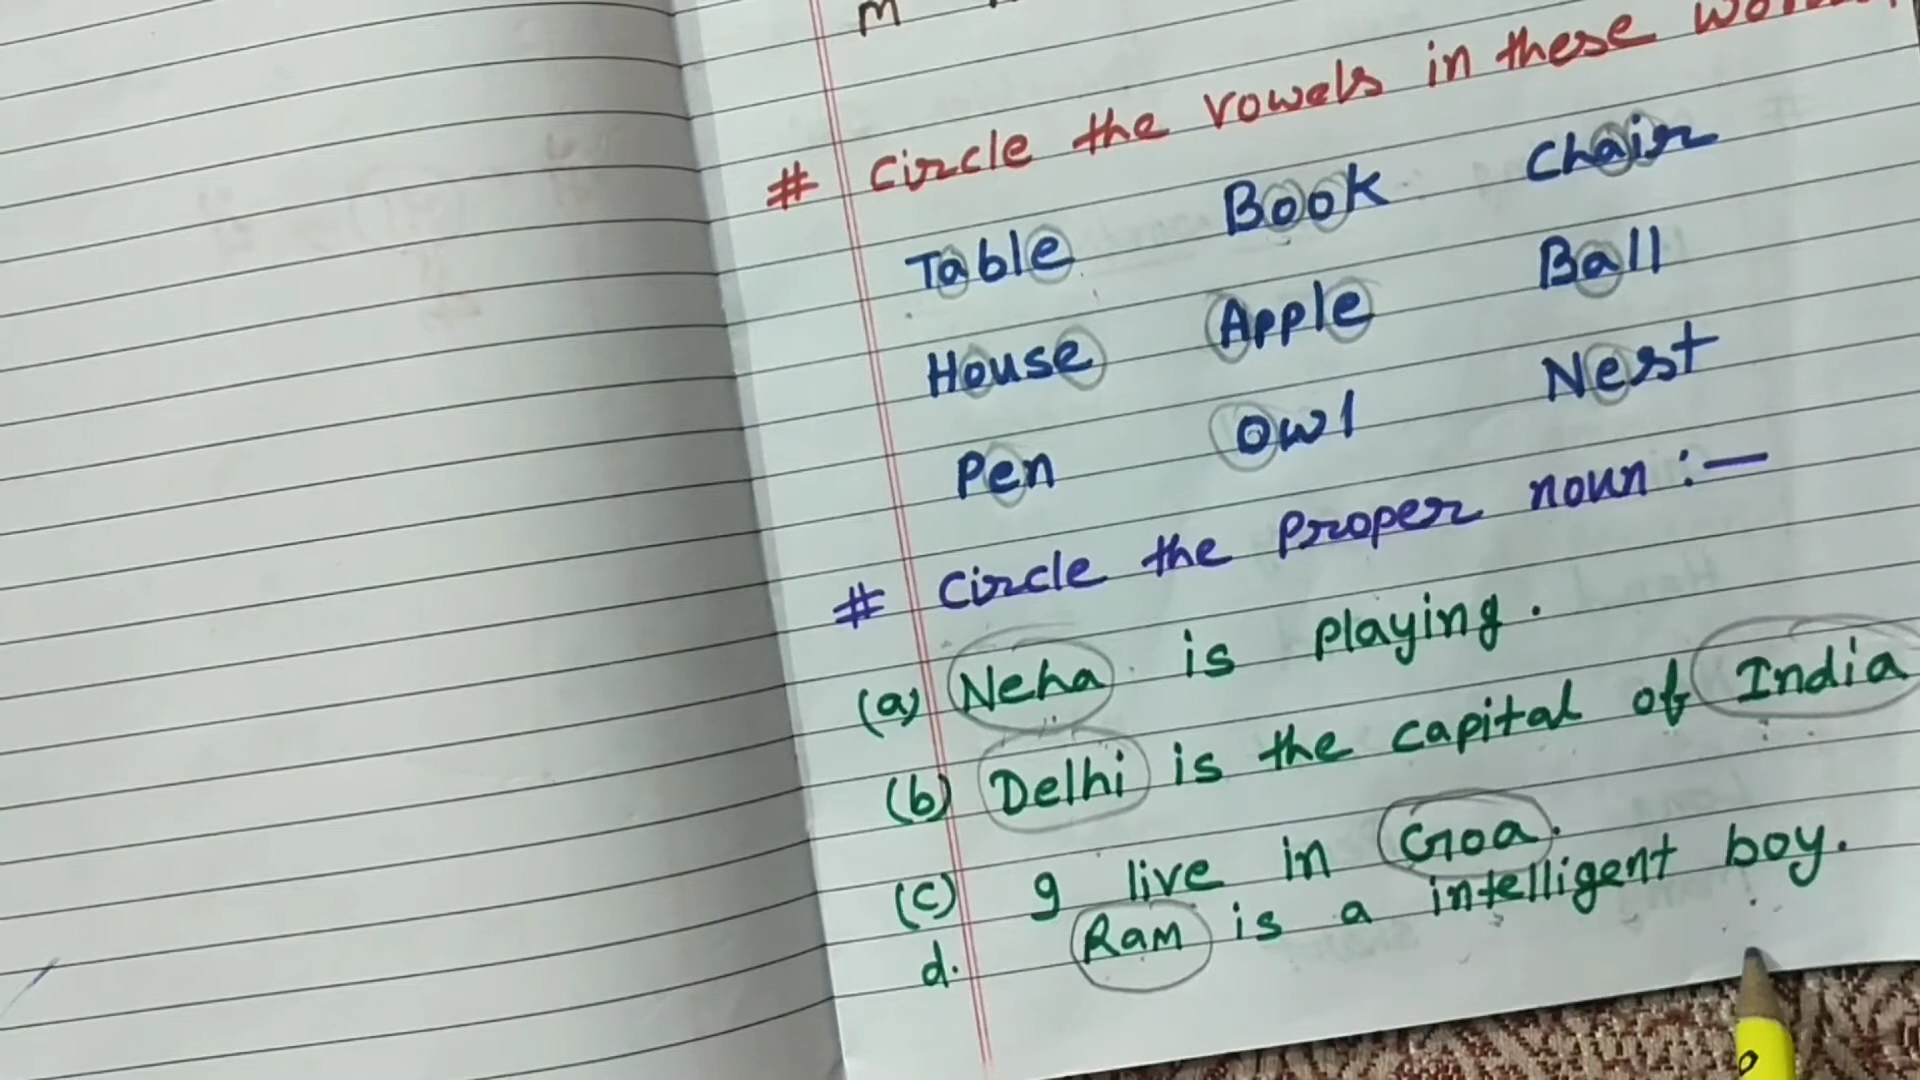 m
# Circle the vowels in these
Table Book Chair
House Apple Ball
Pen Owl Nest
# Circle the Proper noun :—
(a) Neha is playing.
(b) Delhi is the capital of India
(c) I live in Goa.
d. Ram is a intelligent boy.